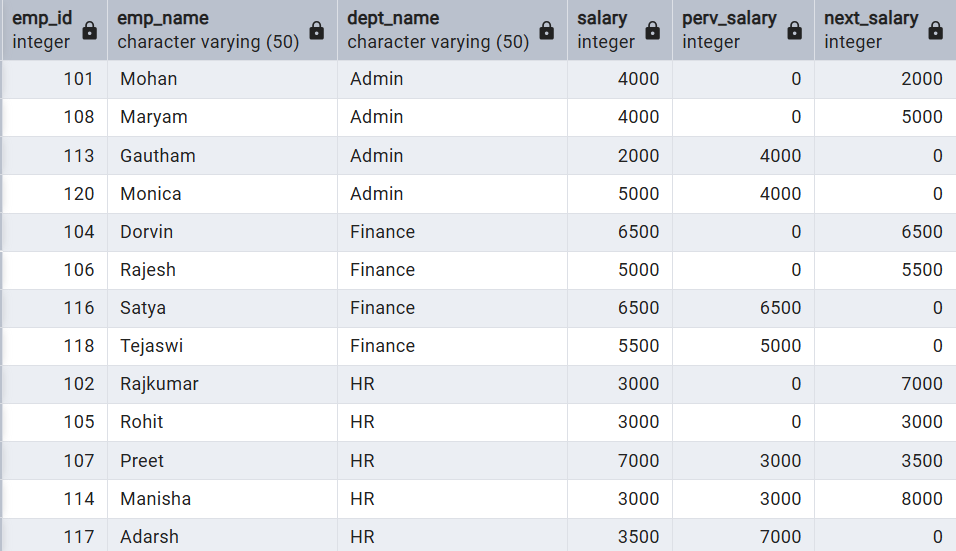 emp_id emp_name dept_name salary perv_salary next_salary
integer character varying (50) character varying (50) integer integer integer
101 Mohan Admin 4000 0 2000
108 Maryam Admin 4000 0 5000
113 Gautham Admin 2000 4000 0
120 Monica Admin 5000 4000 0
104 Dorvin Finance 6500 0 6500
106 Rajesh Finance 5000 0 5500
116 Satya Finance 6500 6500 0
118 Tejaswi Finance 5500 5000 0
102 Rajkumar HR 3000 0 7000
105 Rohit HR 3000 0 3000
107 Preet HR 7000 3000 3500
114 Manisha HR 3000 3000 8000
117 Adarsh HR 3500 7000 0